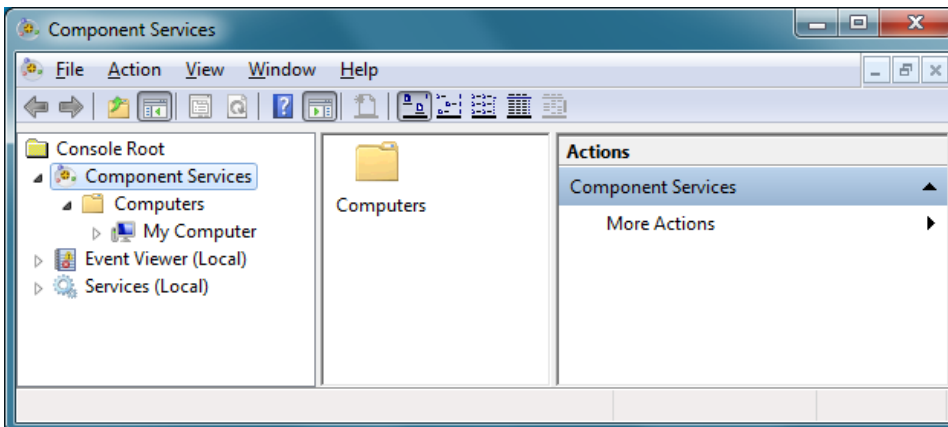 Component Services
File Action View Window Help
Console Root
Component Services
Computers
My Computer
Event Viewer (Local)
Services (Local)
Computers
Actions
Component Services
More Actions